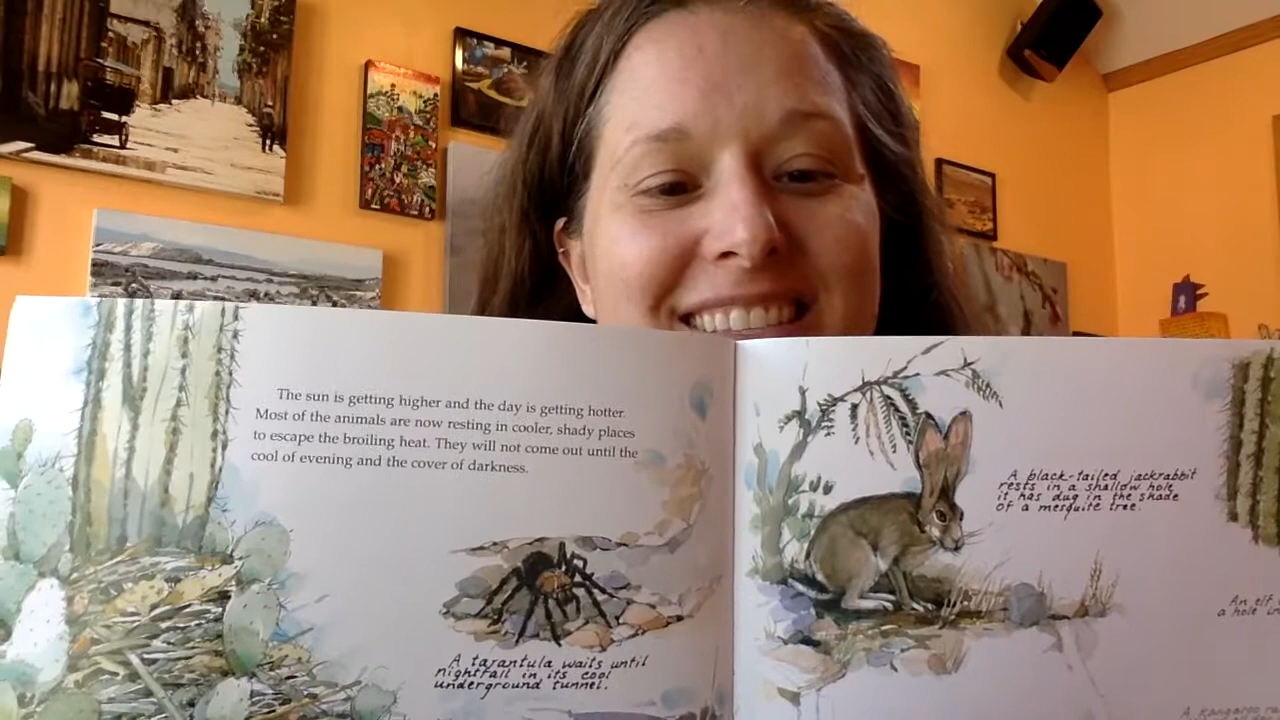 The sun is getting higher and the day is getting hotter.
Most of the animals are now resting in cooler, shady places
to escape the broiling heat. They will not come out until the
cool of evening and the cover of darkness.
A tarantula waits until
nightfall in its cool
underground tunnel.
A black-tailed jackrabbit
rests in a shallow hole
it has dug in the shade
of a mesquite tree.
An elf
a hole in
A kangaroo